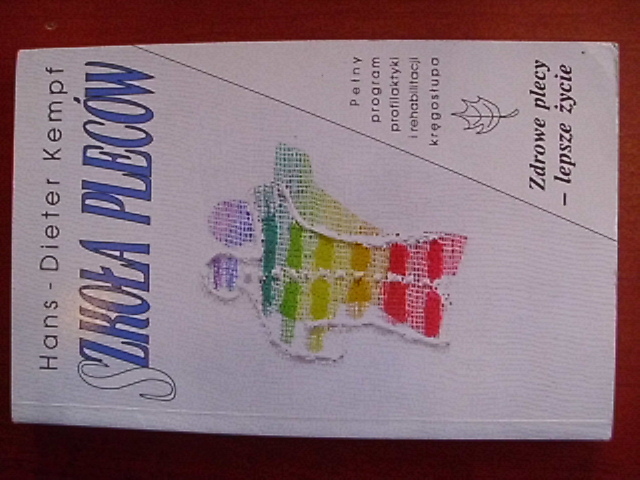 Hans - Dieter Kempf
SZKOŁA PLECÓW
Pełny
program
profilaktyki
i rehabilitacji
kręgosłupa
Zdrowe plecy
– lepsze życie